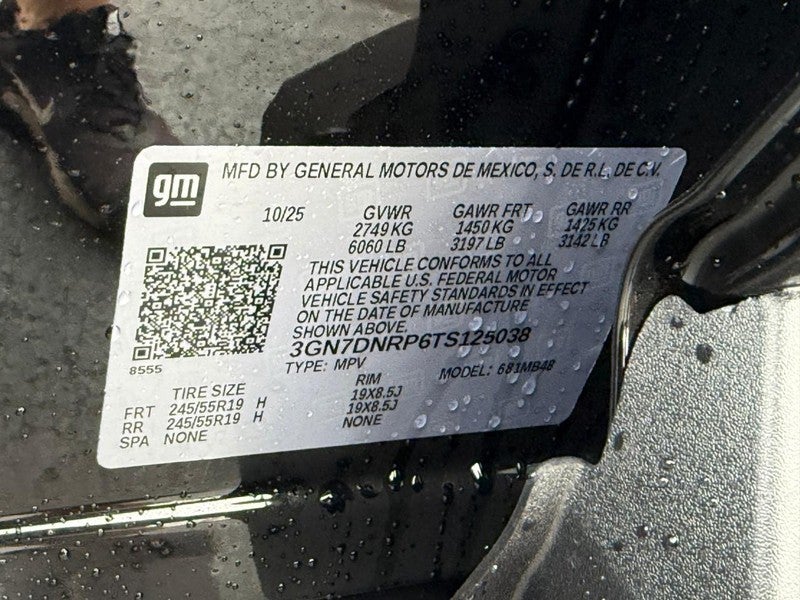 gm
MFD BY GENERAL MOTORS DE MEXICO, S. DE R.L. DE C.V.
10/25 GVWR GAWR FRT GAWR RR
2749 KG 1450 KG 1425 KG
6060 LB 3197 LB 3142 LB
THIS VEHICLE CONFORMS TO ALL
APPLICABLE U.S. FEDERAL MOTOR
VEHICLE SAFETY STANDARDS IN EFFECT
ON THE DATE OF MANUFACTURE
SHOWN ABOVE.
3GN7DNRP6TS125038
8555
TYPE: MPV MODEL: 681MB48
TIRE SIZE RIM
FRT 245/55R19 H 19X8.5J
RR 245/55R19 H 19X8.5J
SPA NONE NONE